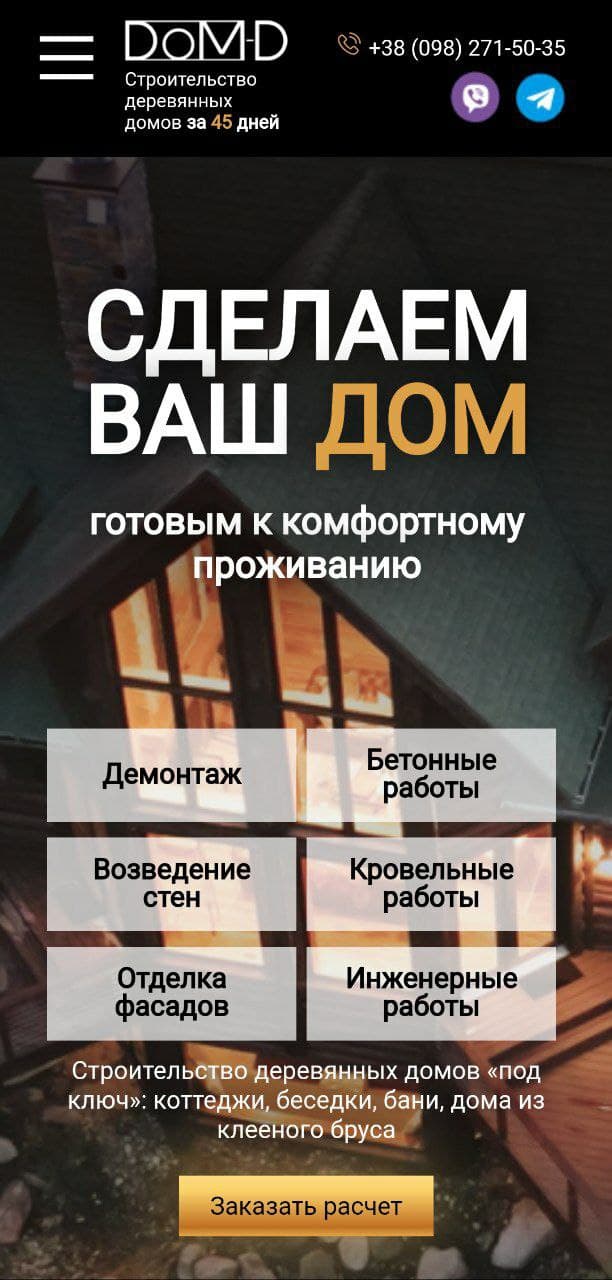 DOM-D
+38 (098) 271-50-35
Строительство
деревянных
домов за 45 дней
СДЕЛАЕМ
ВАШ ДОМ
готовым к комфортному
проживанию
Демонтаж
Бетонные
работы
Возведение
стен
Кровельные
работы
Отделка
фасадов
Инженерные
работы
Строительство деревянных домов «под
ключ»: коттеджи, беседки, бани, дома из
клееного бруса
Заказать расчет